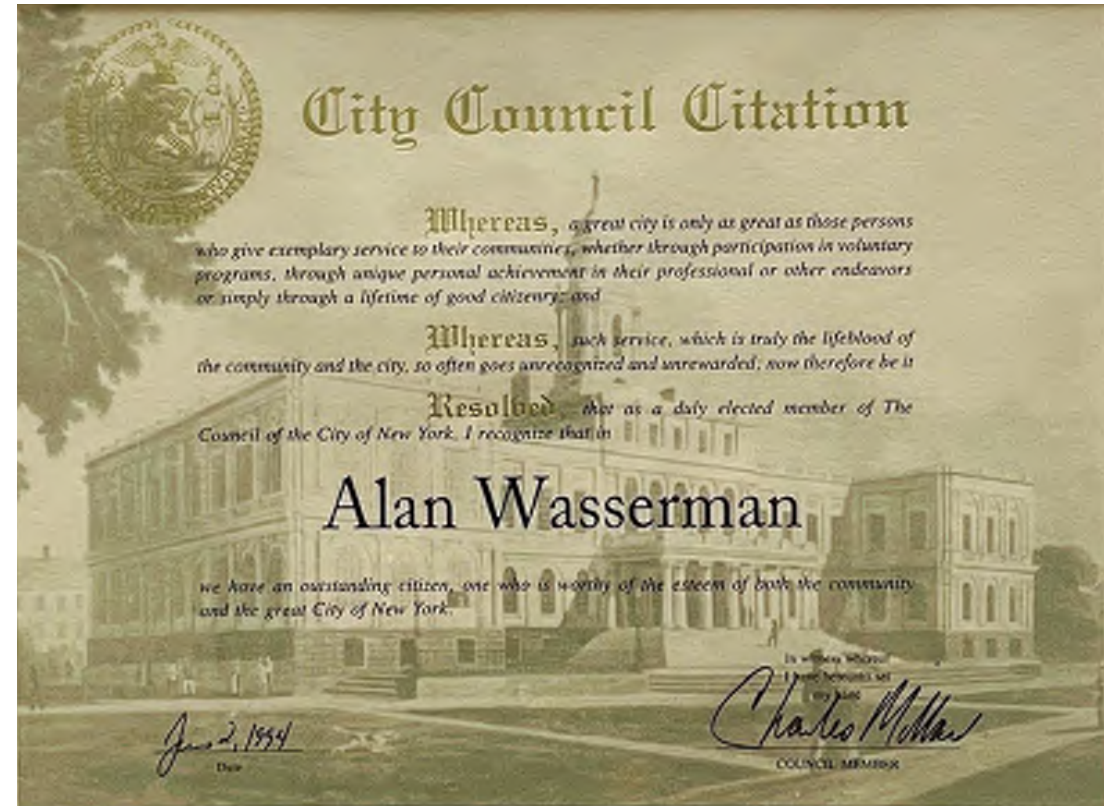 City Council Citation
Whereas, a great city is only as great as those persons
who give exemplary service to their communities, whether through participation in voluntary
programs, through unique personal achievement in their professional or other endeavors
or simply through a lifetime of good citizenry; and
Whereas, such service, which is truly the lifeblood of
the community and the city, so often goes unrecognized and unrewarded; now therefore be it
Resolved, that as a duly elected member of The
Council of the City of New York, I recognize that in
Alan Wasserman
we have an outstanding citizen, one who is worthy of the esteem of both the community
and the great City of New York.
In witness whereof
I have hereunto set
my hand
2, 1994
Charles
Date
COUNCIL MEMBER